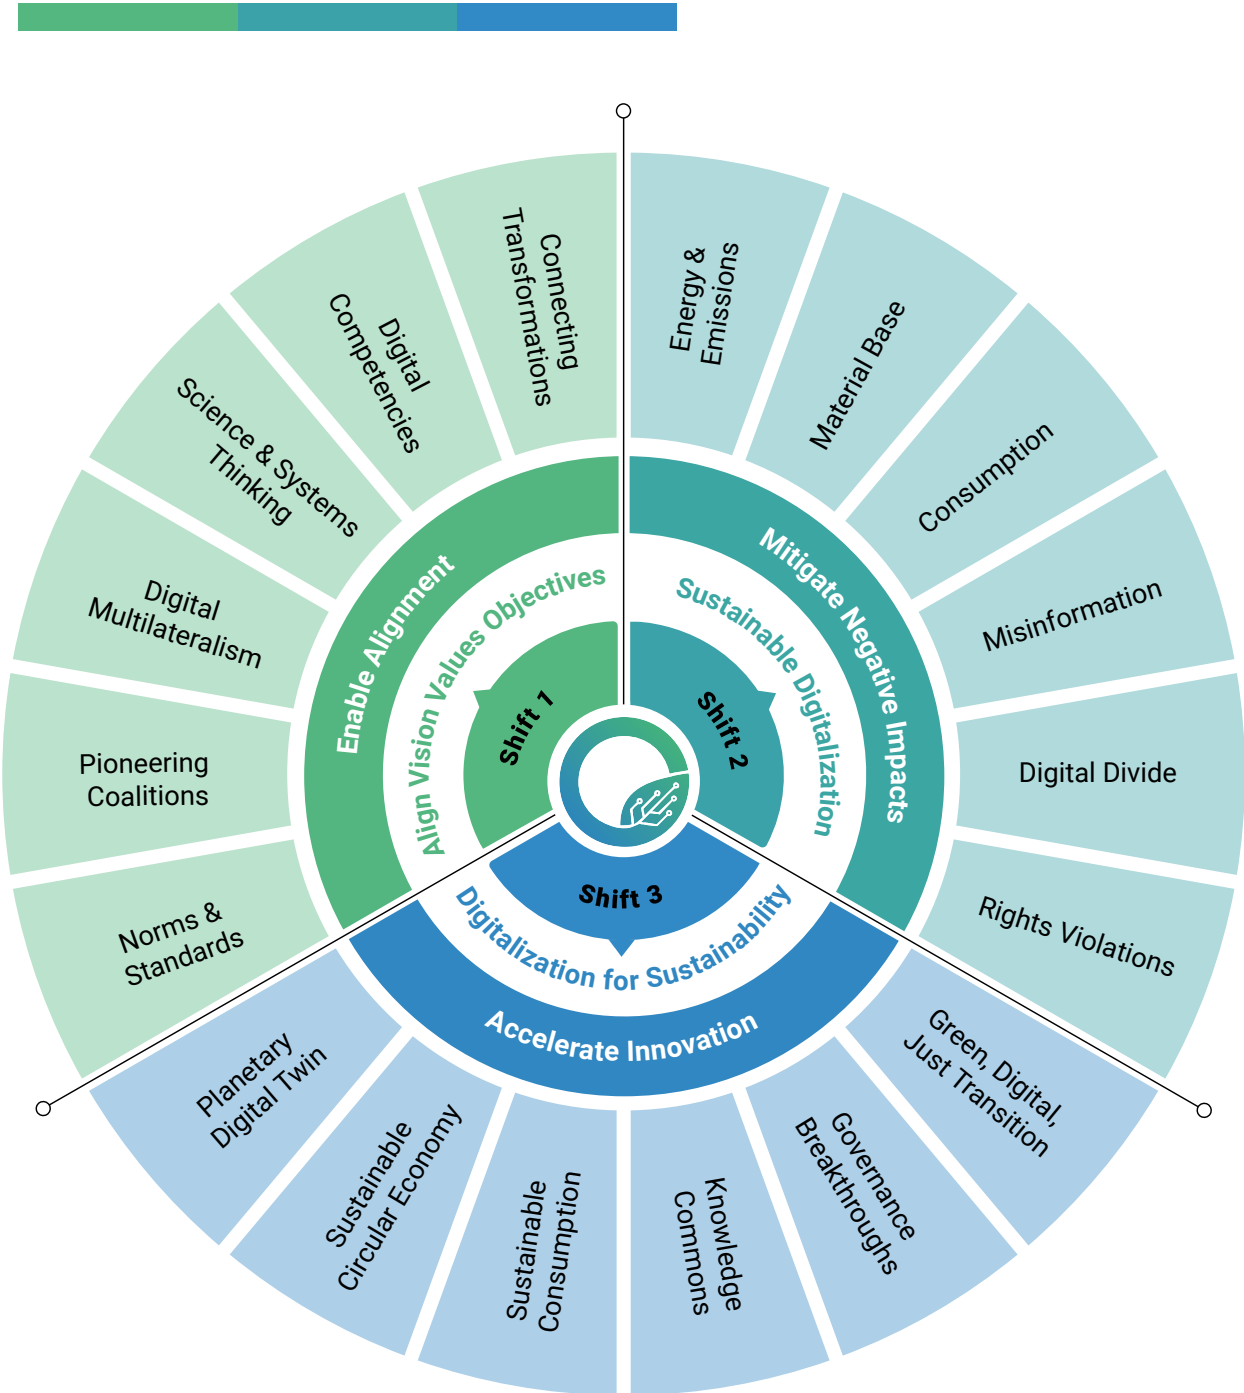 Connecting
Transformations
Digital
Competencies
Science & Systems
Thinking
Digital
Multilateralism
Pioneering
Coalitions
Norms &
Standards
Enable Alignment
Align Vision Values Objectives
Shift 1
Energy &
Emissions
Material Base
Consumption
Misinformation
Digital Divide
Rights Violations
Mitigate Negative Impacts
Sustainable Digitalization
Shift 2
Shift 3
Digitalization for Sustainability
Accelerate Innovation
Planetary
Digital Twin
Sustainable
Circular Economy
Sustainable
Consumption
Knowledge
Commons
Governance
Breakthroughs
Green, Digital,
Just Transition